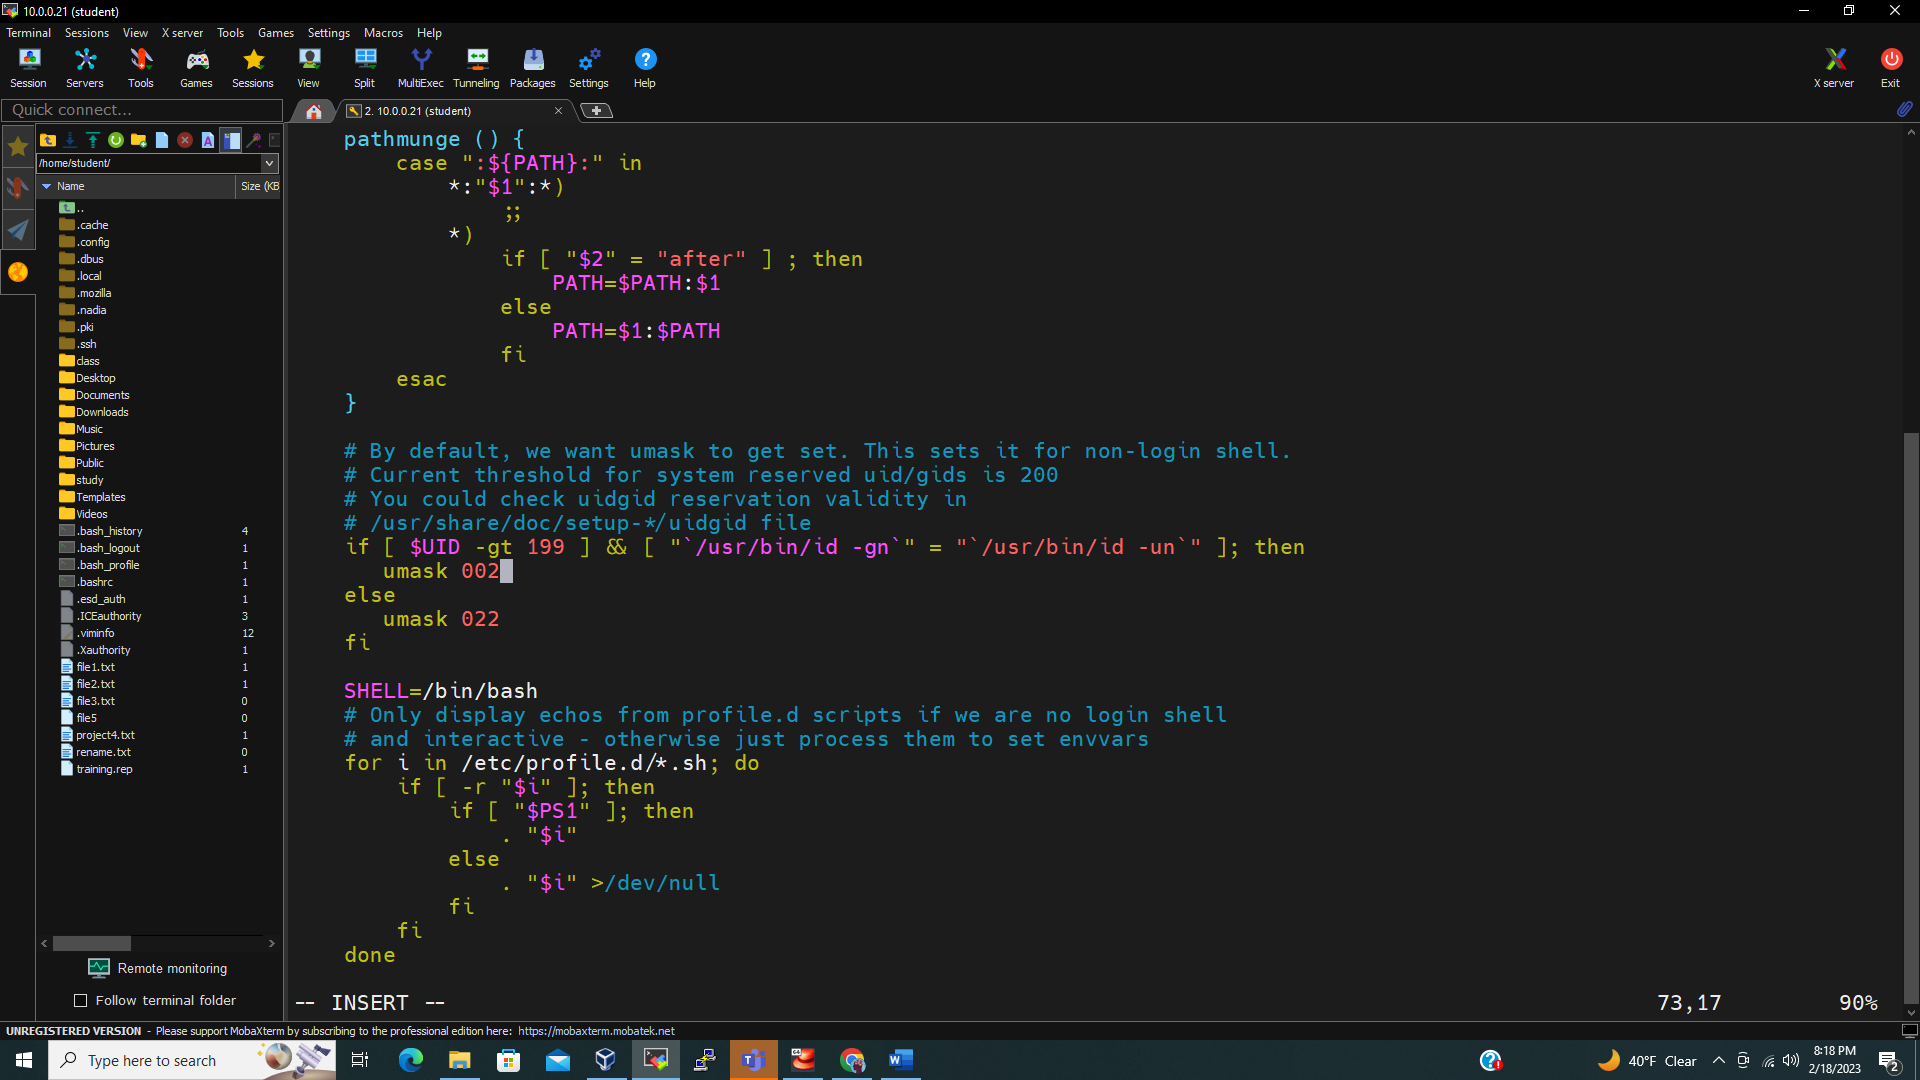 10.0.0.21 (student)
Terminal Sessions View X server Tools Games Settings Macros Help
Session Servers Tools Games Sessions View Split MultiExec Tunneling Packages Settings Help X server Exit
Quick connect...
2. 10.0.0.21 (student)
/home/student/
Name Size (KB
..
.cache
.config
.dbus
.local
.mozilla
.nadia
.pki
.ssh
class
Desktop
Documents
Downloads
Music
Pictures
Public
study
Templates
Videos
.bash_history 4
.bash_logout 1
.bash_profile 1
.bashrc 1
.esd_auth 1
.ICEauthority 3
.viminfo 12
.Xauthority 1
file1.txt 1
file2.txt 1
file3.txt 0
file5 0
project4.txt 1
rename.txt 0
training.rep 1
Remote monitoring
Follow terminal folder
pathmunge () {
    case ":${PATH}:" in
        *:"$1":*)
            ;;
        *)
            if [ "$2" = "after" ] ; then
                PATH=$PATH:$1
            else
                PATH=$1:$PATH
            fi
    esac
}
# By default, we want umask to get set. This sets it for non-login shell.
# Current threshold for system reserved uid/gids is 200
# You could check uidgid reservation validity in
# /usr/share/doc/setup-*/uidgid file
if [ $UID -gt 199 ] && [ "`/usr/bin/id -gn`" = "`/usr/bin/id -un`" ]; then
   umask 002
else
   umask 022
fi
SHELL=/bin/bash
# Only display echos from profile.d scripts if we are no login shell
# and interactive - otherwise just process them to set envvars
for i in /etc/profile.d/*.sh; do
    if [ -r "$i" ]; then
        if [ "$PS1" ]; then
            . "$i"
        else
            . "$i" >/dev/null
        fi
    fi
done
-- INSERT -- 73,17 90%
UNREGISTERED VERSION - Please support MobaXterm by subscribing to the professional edition here: https://mobaxterm.mobatek.net
Type here to search
40°F Clear
8:18 PM
2/18/2023
2